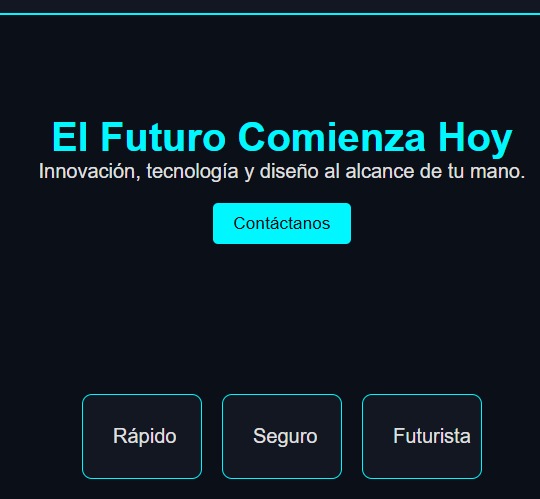 El Futuro Comienza Hoy
Innovación, tecnología y diseño al alcance de tu mano.
Contáctanos
Rápido
Seguro
Futurista